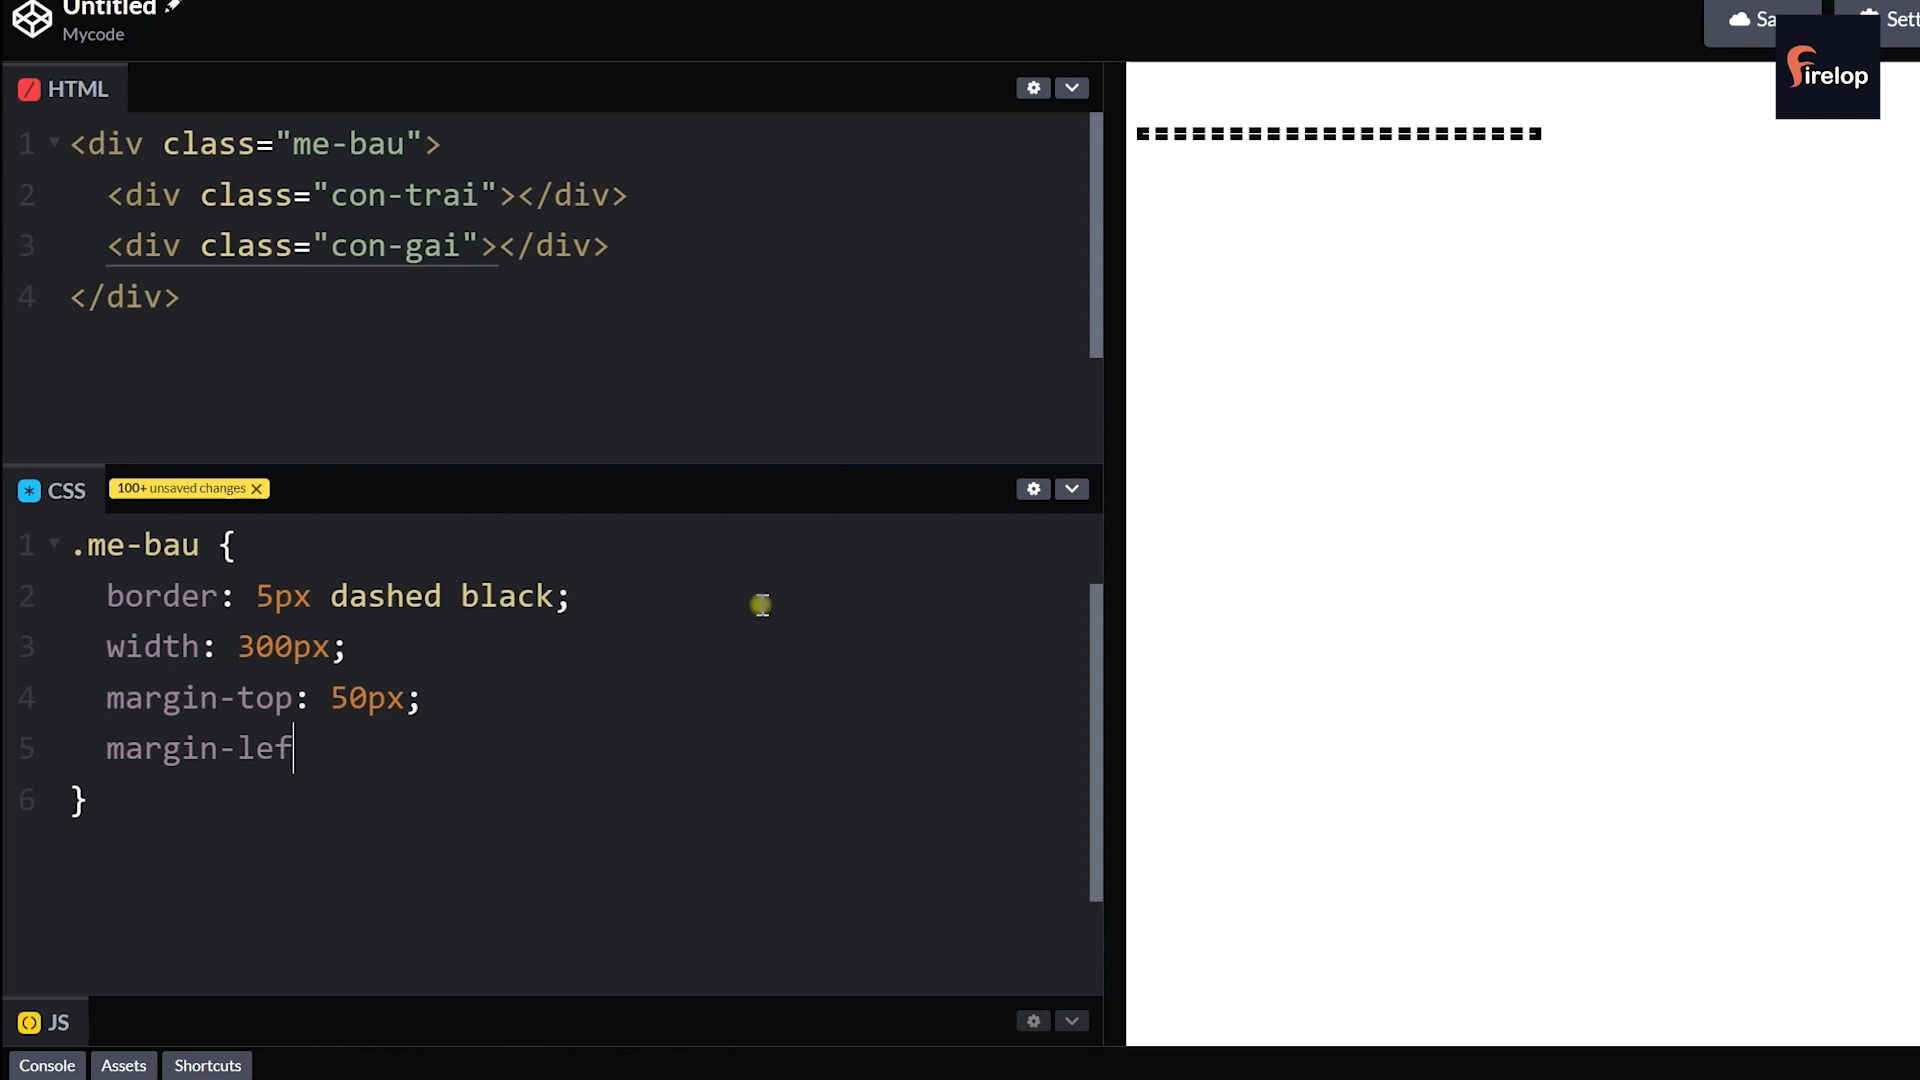 Untitled
Mycode
Sa
Sett
Firelop
HTML
1 <div class="me-bau">
2 <div class="con-trai"></div>
3 <div class="con-gai"></div>
4 </div>
CSS
100+ unsaved changes
1 .me-bau {
2 border: 5px dashed black;
3 width: 300px;
4 margin-top: 50px;
5 margin-lef
6 }
JS
Console
Assets
Shortcuts